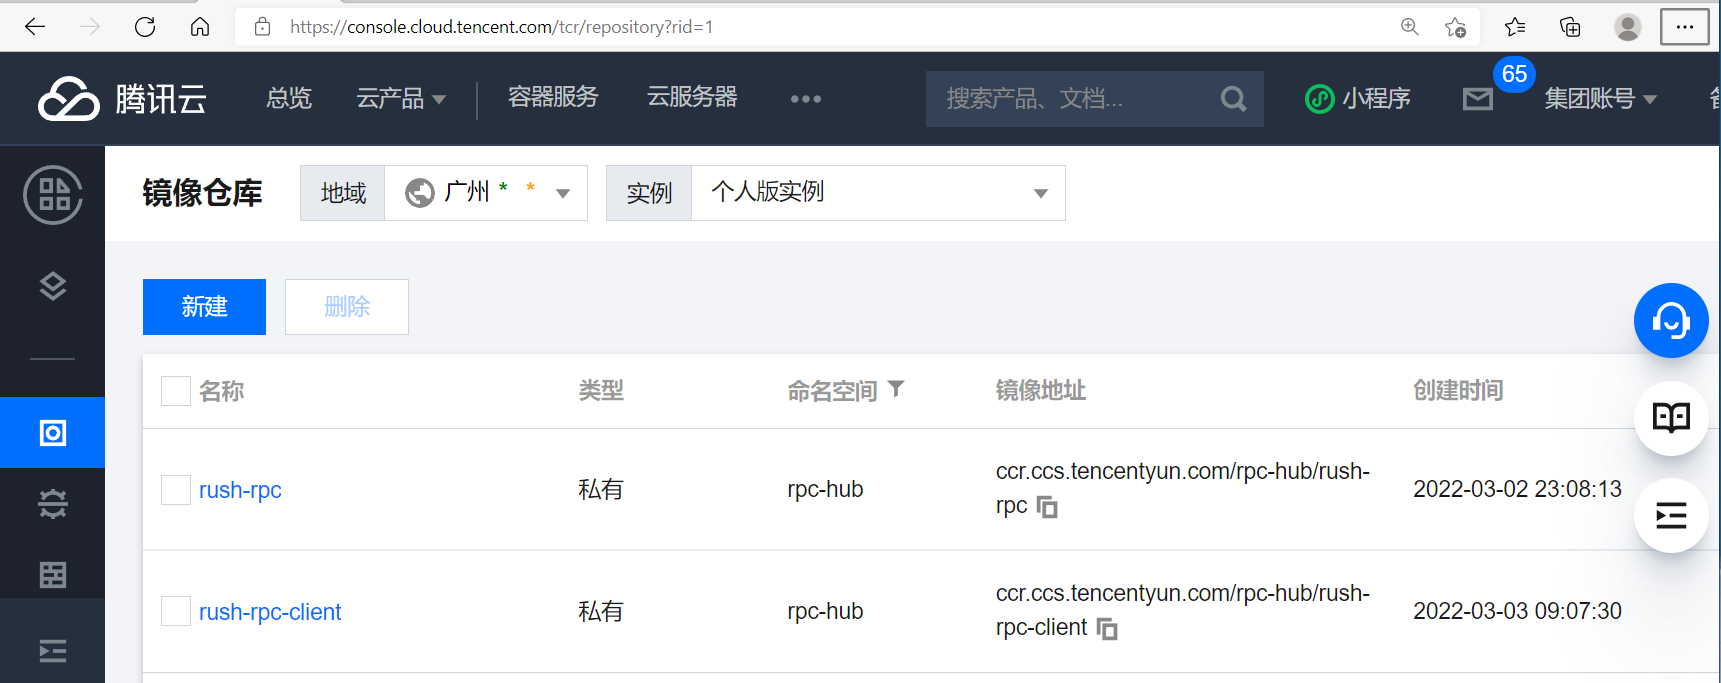 https://console.cloud.tencent.com/tcr/repository?rid=1
腾讯云 总览 云产品 容器服务 云服务器 ••• 搜索产品、文档... 小程序 65 集团账号
镜像仓库 地域 广州 * * 实例 个人版实例
新建 删除
名称 类型 命名空间 镜像地址 创建时间
rush-rpc 私有 rpc-hub ccr.ccs.tencentyun.com/rpc-hub/rush-
rpc 2022-03-02 23:08:13
rush-rpc-client 私有 rpc-hub ccr.ccs.tencentyun.com/rpc-hub/rush-
rpc-client 2022-03-03 09:07:30